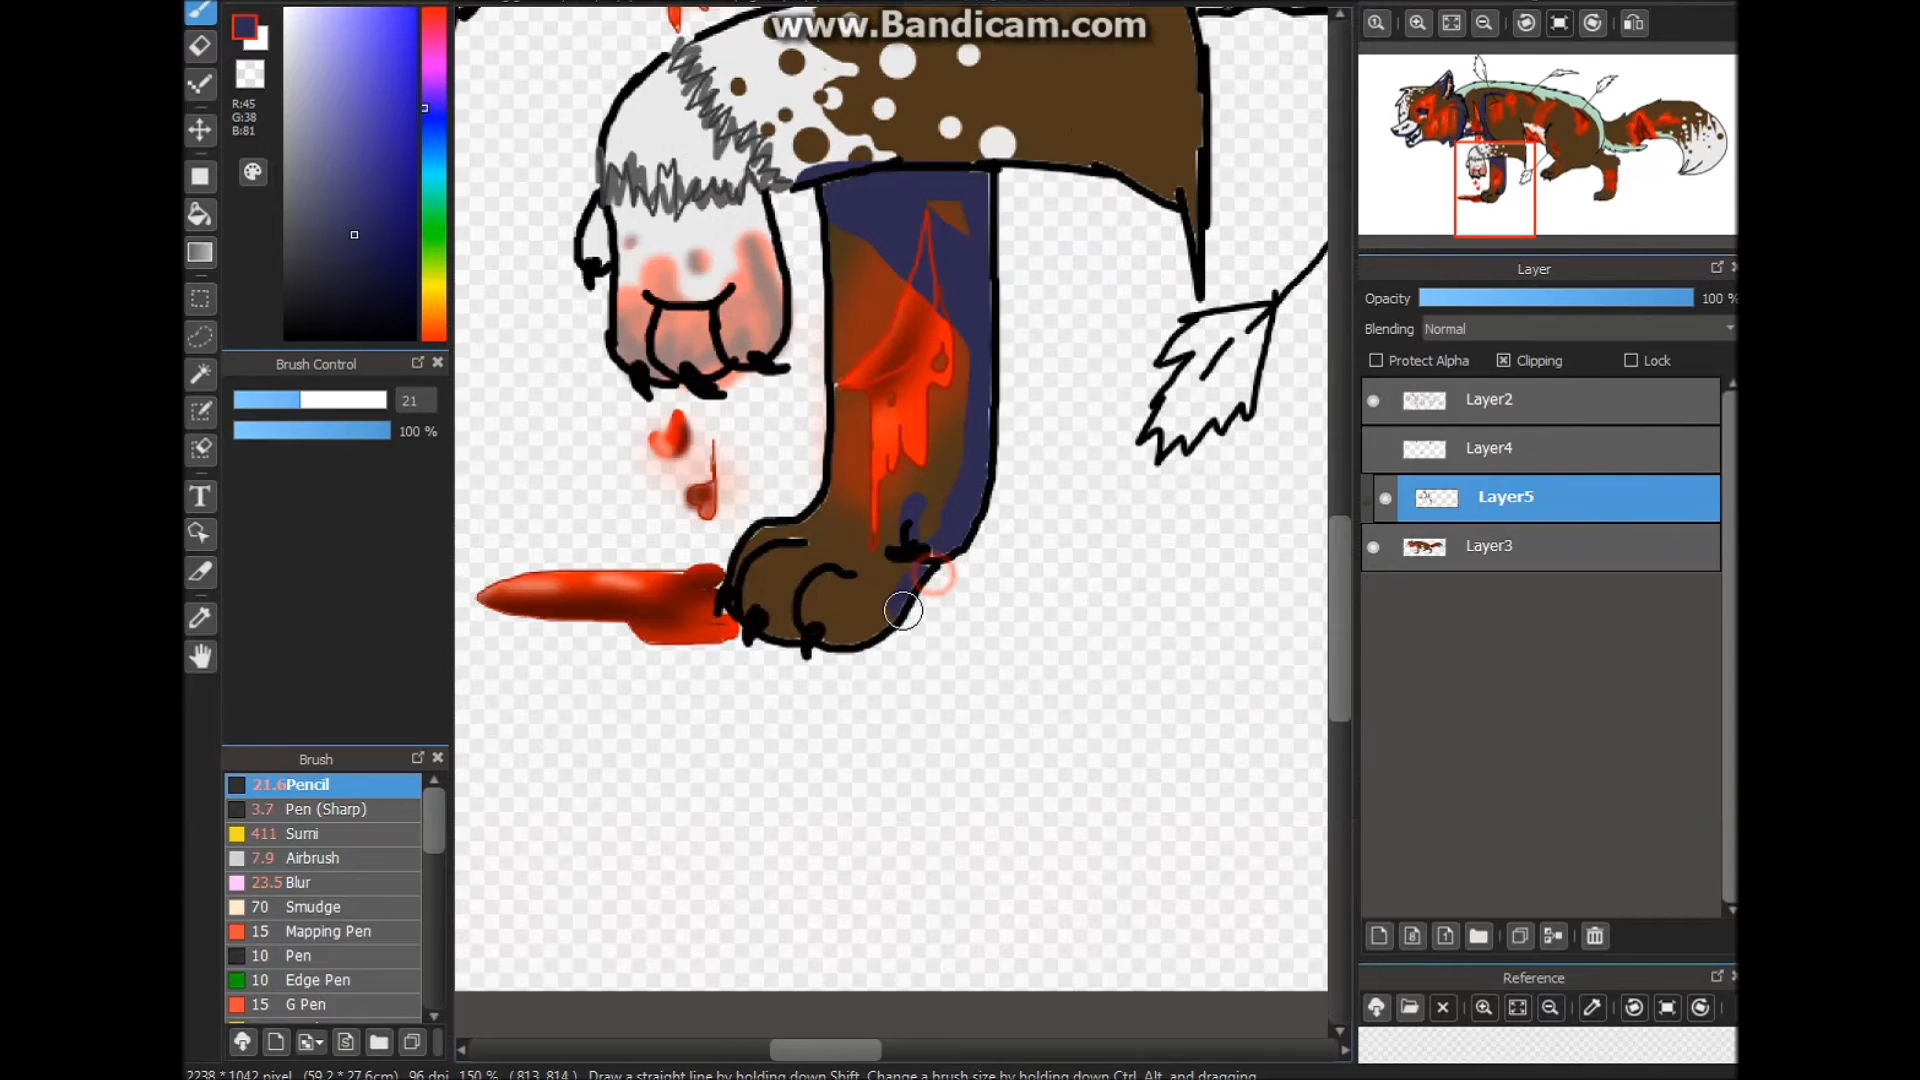 www.Bandicam.com
R:45
G:38
B:81
Brush Control
21
100 %
Brush
21.6 Pencil
3.7 Pen (Sharp)
411 Sumi
7.9 Airbrush
23.5 Blur
70 Smudge
15 Mapping Pen
10 Pen
10 Edge Pen
15 G Pen
Layer
Opacity 100 %
Blending Normal
Protect Alpha Clipping Lock
Layer2
Layer4
Layer5
Layer3
Reference
2238 * 1042 pixel (59.2 * 27.6cm) 96 dpi 150 % (813, 814) Draw a straight line by holding down Shift, Change a brush size by holding down Ctrl, Alt, and dragging